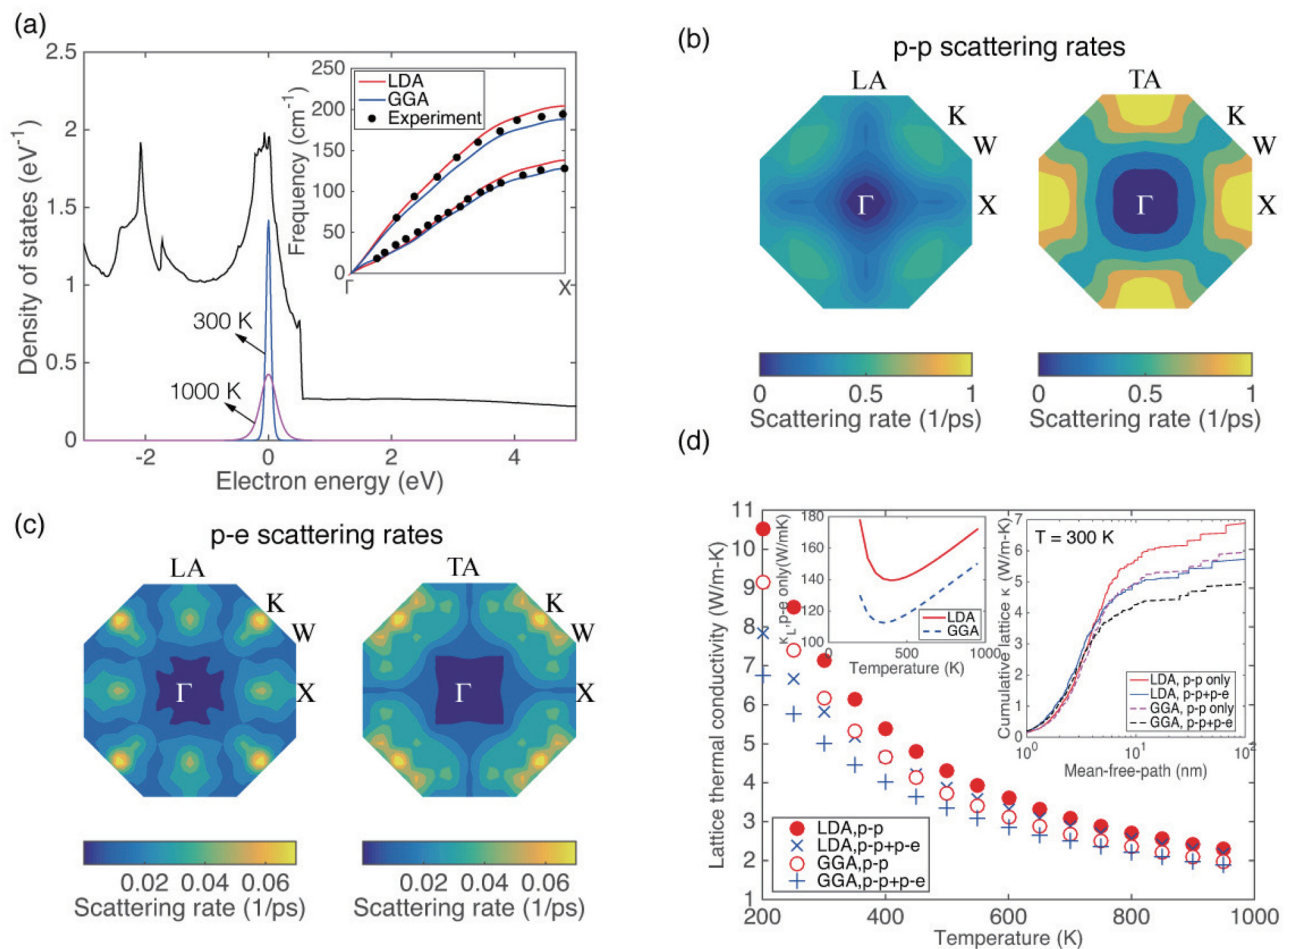 (a)
2.5
2
1.5
1
0.5
0
Density of states (eV⁻¹)
-2
0
2
4
Electron energy (eV)
300 K
1000 K
250
200
150
100
50
0
Frequency (cm⁻¹)
LDA
GGA
Experiment
Γ
X
(b)
p-p scattering rates
LA
K
W
X
Γ
0
0.5
1
Scattering rate (1/ps)
TA
K
W
X
Γ
0
0.5
1
Scattering rate (1/ps)
(c)
p-e scattering rates
LA
K
W
X
Γ
0.02 0.04 0.06
Scattering rate (1/ps)
TA
K
W
X
Γ
0.02 0.04 0.06
Scattering rate (1/ps)
(d)
11
10
9
8
7
6
5
4
3
2
1
Lattice thermal conductivity (W/m-K)
200
400
600
800
1000
Temperature (K)
LDA,p-p
LDA,p-p+p-e
GGA,p-p
GGA,p-p+p-e
180
160
140
120
100
κL,p-e only(W/mK)
0
500
1000
Temperature (K)
LDA
GGA
7
6
5
4
3
2
1
0
Cumulative lattice κ (W/m-K)
T = 300 K
LDA, p-p only
LDA, p-p+p-e
GGA, p-p only
GGA, p-p+p-e
10⁰
10¹
10²
Mean-free-path (nm)